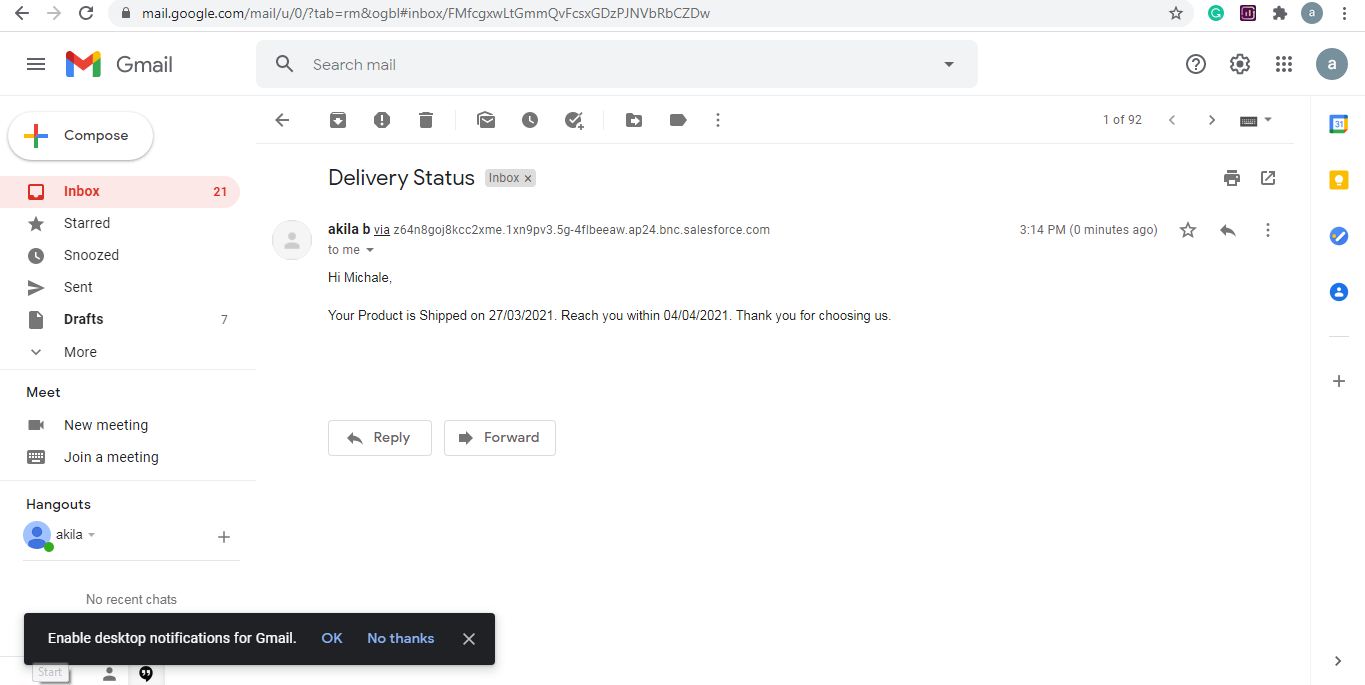 mail.google.com/mail/u/0/?tab=rm&ogbl#inbox/FMfcgxwLtGmmQvFcsxGDzPJNVbRbCZDw
a
Gmail
Search mail
a
Compose
1 of 92
31
Delivery Status
Inbox ×
Inbox
21
Starred
Snoozed
Sent
Drafts
7
More
akila b via z64n8goj8kcc2xme.1xn9pv3.5g-4flbeeaw.ap24.bnc.salesforce.com
3:14 PM (0 minutes ago)
to me
Hi Michale,
Your Product is Shipped on 27/03/2021. Reach you within 04/04/2021. Thank you for choosing us.
Reply
Forward
Meet
New meeting
Join a meeting
Hangouts
akila
No recent chats
Enable desktop notifications for Gmail.
OK
No thanks
Start